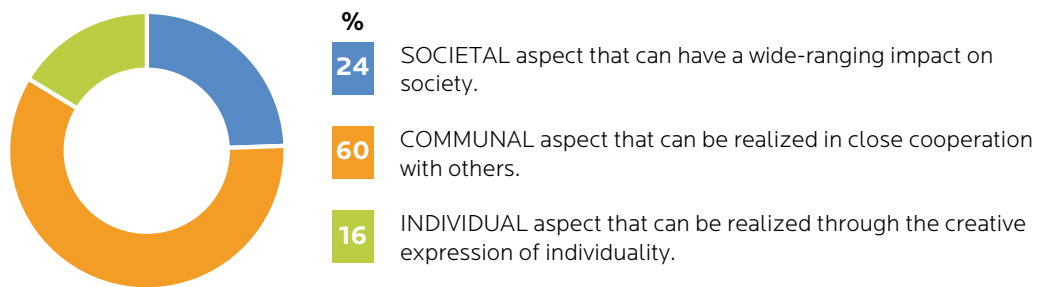 %
24 SOCIETAL aspect that can have a wide-ranging impact on
society.
60 COMMUNAL aspect that can be realized in close cooperation
with others.
16 INDIVIDUAL aspect that can be realized through the creative
expression of individuality.